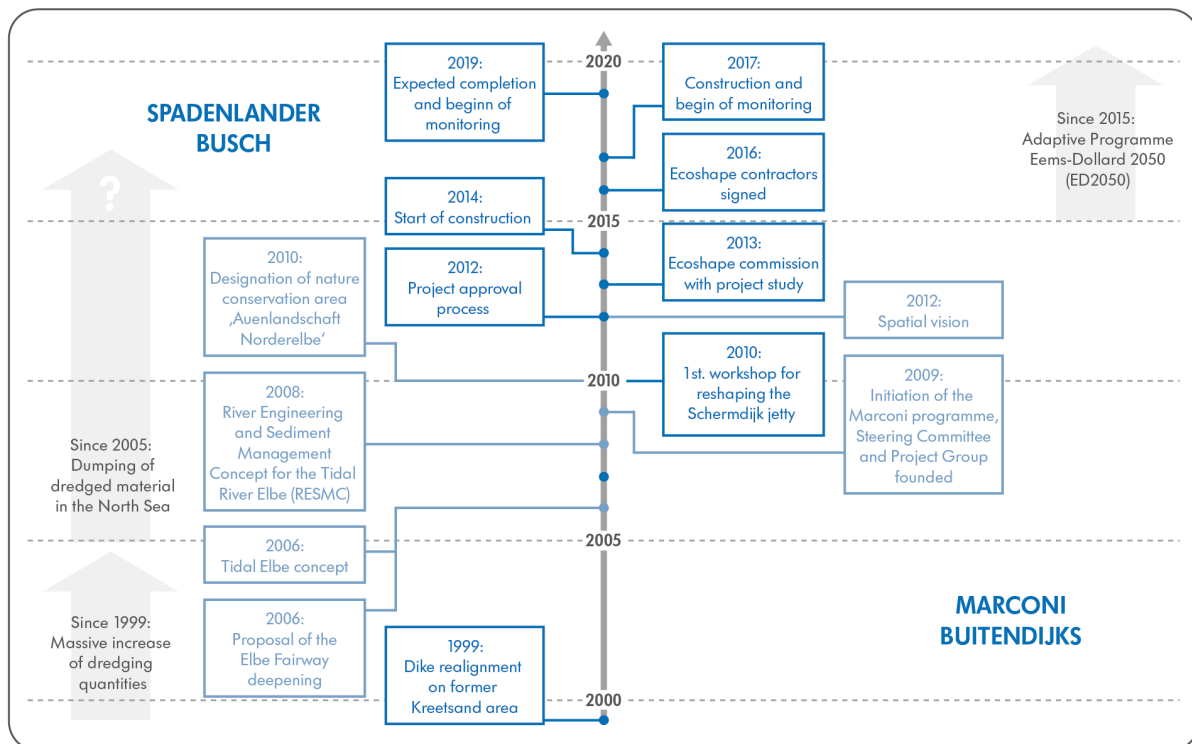 SPADENLANDER
BUSCH
?
Since 2005:
Dumping of
dredged material
in the North Sea
Since 1999:
Massive increase
of dredging
quantities
2010:
Designation of nature
conservation area
‚Auenlandschaft
Norderelbe‘
2008:
River Engineering
and Sediment
Management
Concept for the Tidal
River Elbe (RESMC)
2006:
Tidal Elbe concept
2006:
Proposal of the
Elbe Fairway
deepening
2019:
Expected completion
and beginn of
monitoring
2014:
Start of construction
2012:
Project approval
process
1999:
Dike realignment
on former
Kreetsand area
2020
2015
2010
2005
2000
2017:
Construction and
begin of monitoring
2016:
Ecoshape contractors
signed
2013:
Ecoshape commission
with project study
2010:
1st. workshop for
reshaping the
Schermdijk jetty
2012:
Spatial vision
2009:
Initiation of the
Marconi programme,
Steering Committee
and Project Group
founded
Since 2015:
Adaptive Programme
Eems-Dollard 2050
(ED2050)
MARCONI
BUITENDIJKS